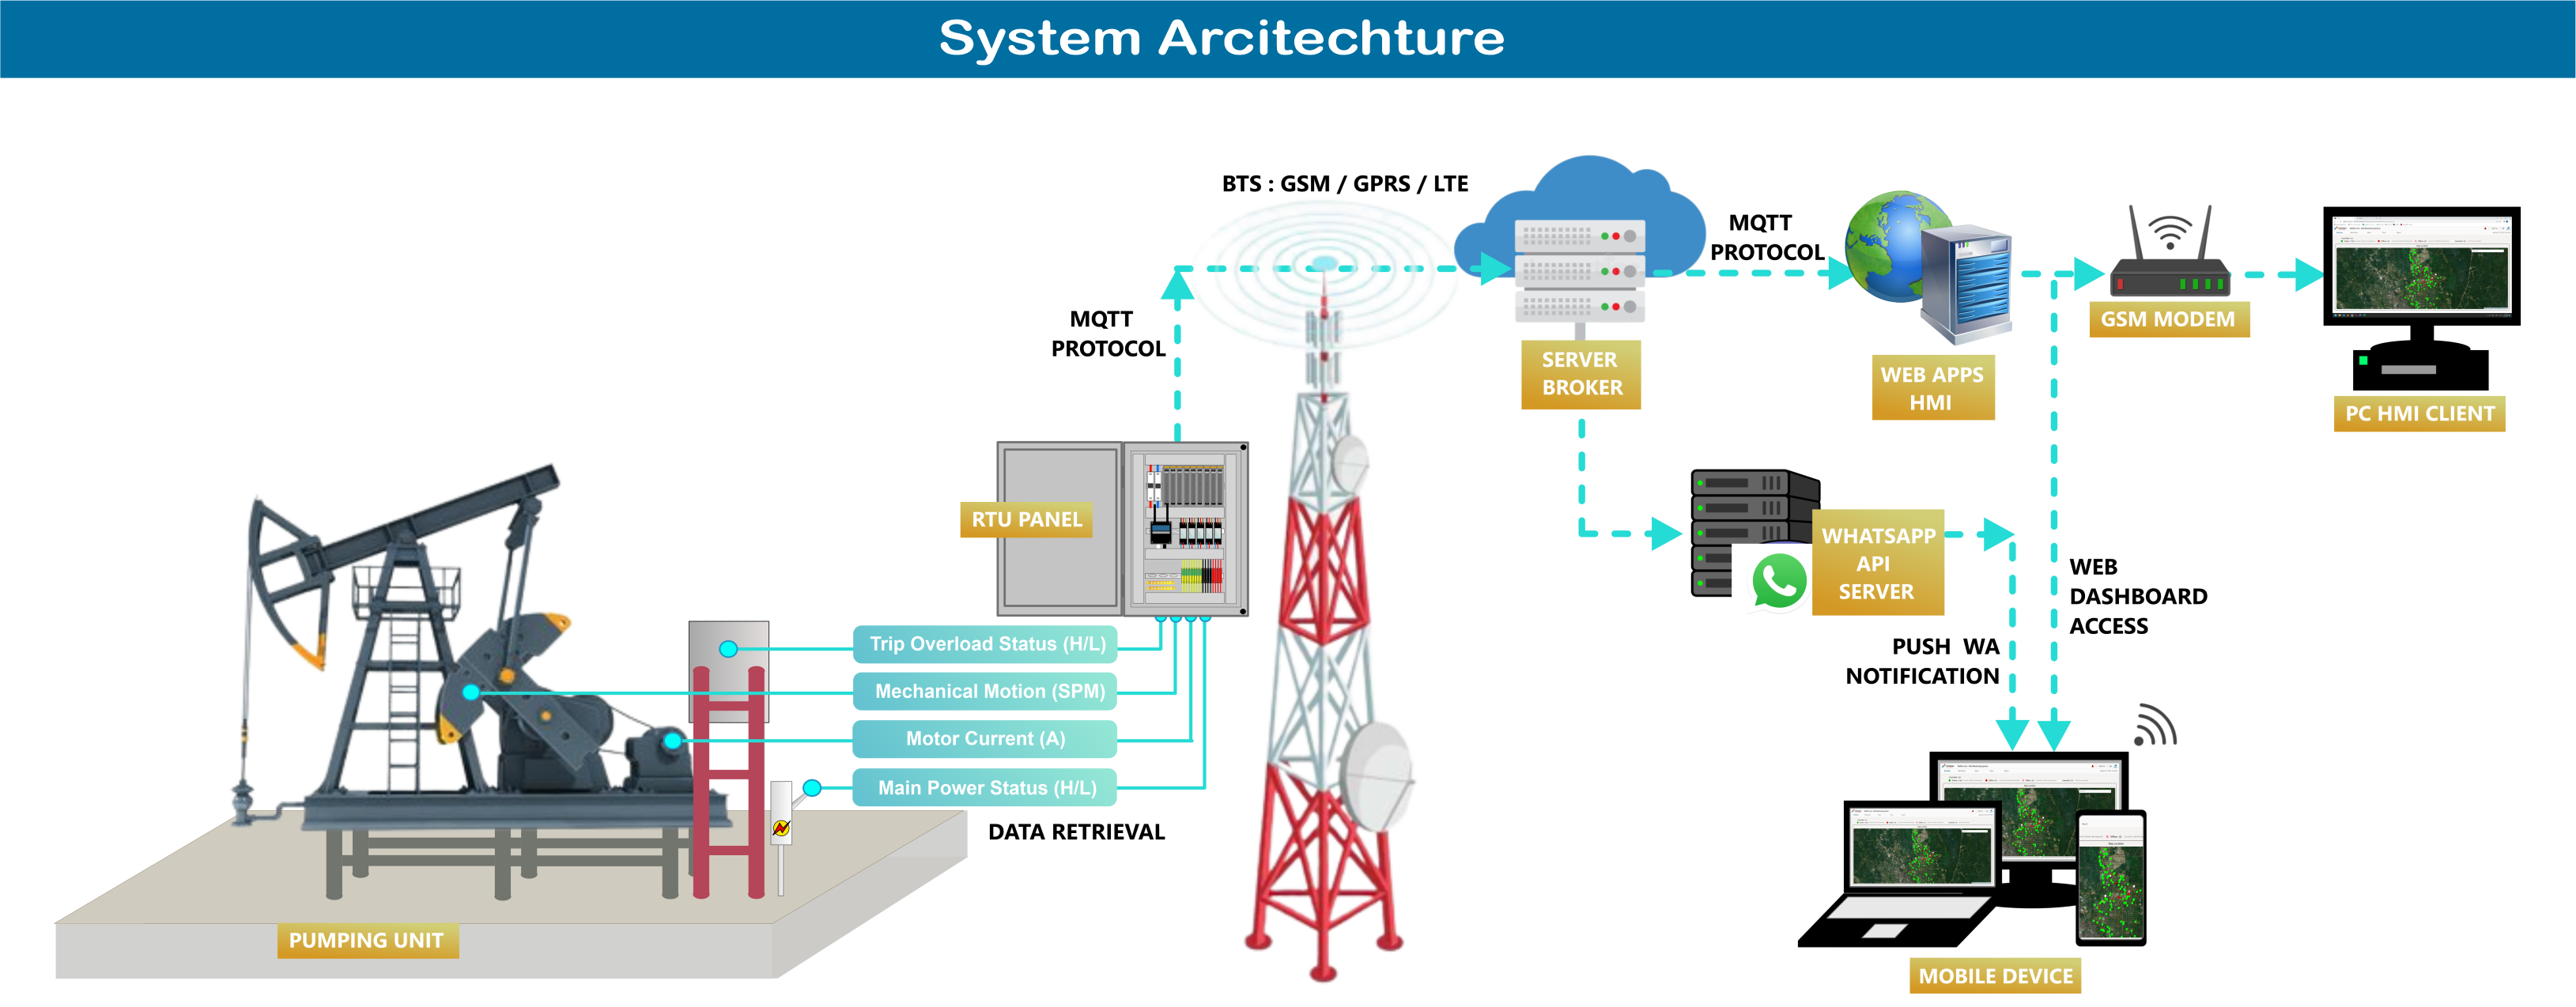 System Arcitechture
BTS : GSM / GPRS / LTE
MQTT
PROTOCOL
MQTT
PROTOCOL
SERVER
BROKER
WEB APPS
HMI
GSM MODEM
PC HMI CLIENT
RTU PANEL
WHATSAPP
API
SERVER
WEB
DASHBOARD
ACCESS
PUSH WA
NOTIFICATION
Trip Overload Status (H/L)
Mechanical Motion (SPM)
Motor Current (A)
Main Power Status (H/L)
DATA RETRIEVAL
PUMPING UNIT
MOBILE DEVICE